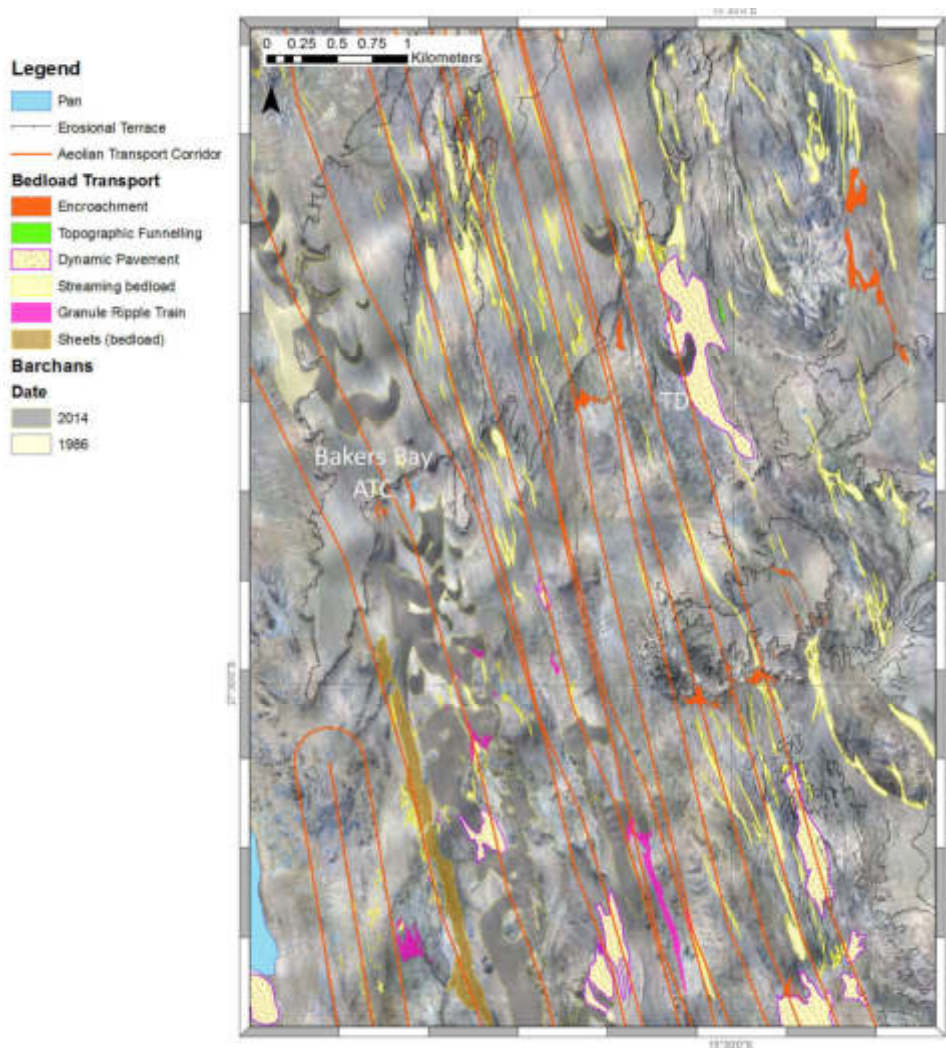 Legend
Pan
Erosional Terrace
Aeolian Transport Corridor
Bedload Transport
Encroachment
Topographic Funnelling
Dynamic Pavement
Streaming bedload
Granule Ripple Train
Sheets (bedload)
Barchans
Date
2014
1986
0 0.25 0.5 0.75 1
Kilometers
TD
Bakers Bay
ATC